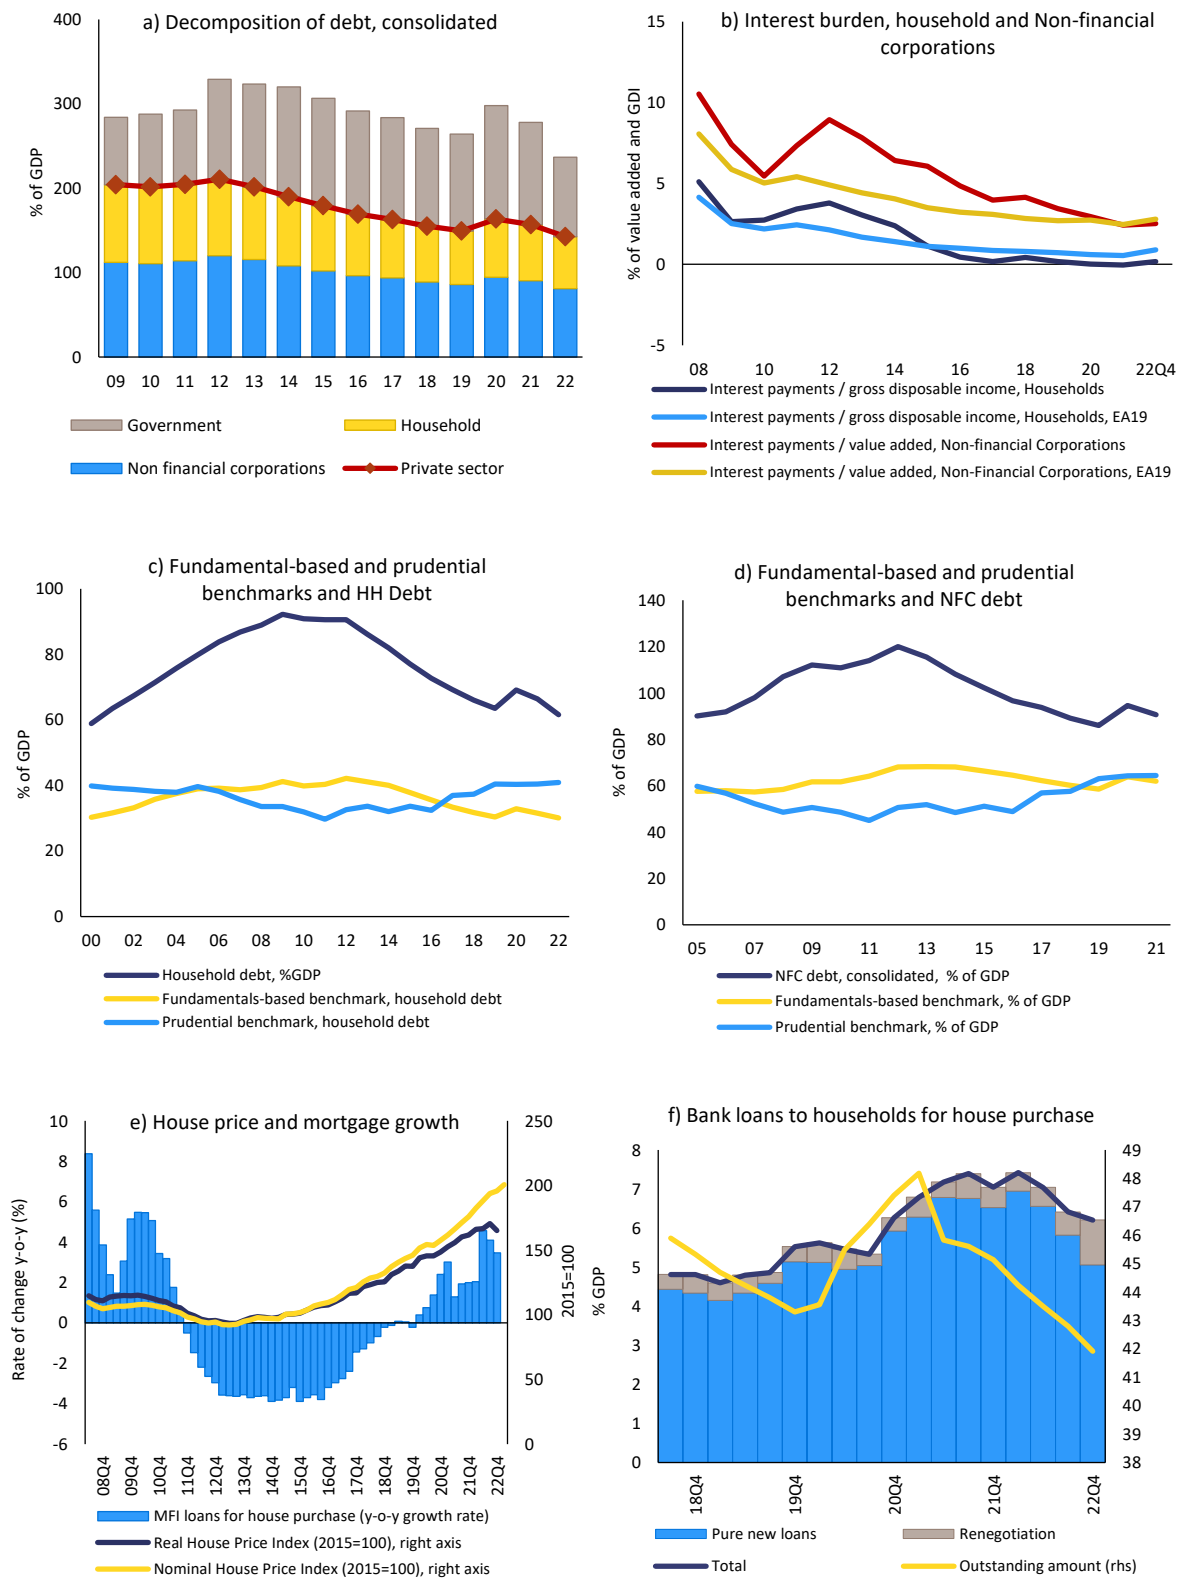 a) Decomposition of debt, consolidated
% of GDP
400
300
200
100
0
09 10 11 12 13 14 15 16 17 18 19 20 21 22
Government
Household
Non financial corporations
Private sector
b) Interest burden, household and Non-financial
corporations
% of value added and GDI
15
10
5
0
-5
08 10 12 14 16 18 20 22Q4
Interest payments / gross disposable income, Households
Interest payments / gross disposable income, Households, EA19
Interest payments / value added, Non-financial Corporations
Interest payments / value added, Non-Financial Corporations, EA19
c) Fundamental-based and prudential
benchmarks and HH Debt
% of GDP
100
80
60
40
20
0
00 02 04 06 08 10 12 14 16 18 20 22
Household debt, %GDP
Fundamentals-based benchmark, household debt
Prudential benchmark, household debt
d) Fundamental-based and prudential
benchmarks and NFC debt
% of GDP
140
120
100
80
60
40
20
0
05 07 09 11 13 15 17 19 21
NFC debt, consolidated, % of GDP
Fundamentals-based benchmark, % of GDP
Prudential benchmark, % of GDP
e) House price and mortgage growth
Rate of change y-o-y (%)
10
8
6
4
2
0
-2
-4
-6
250
200
150
100
50
0
2015=100
08Q4 09Q4 10Q4 11Q4 12Q4 13Q4 14Q4 15Q4 16Q4 17Q4 18Q4 19Q4 20Q4 21Q4 22Q4
MFI loans for house purchase (y-o-y growth rate)
Real House Price Index (2015=100), right axis
Nominal House Price Index (2015=100), right axis
f) Bank loans to households for house purchase
% GDP
8
7
6
5
4
3
2
1
0
49
48
47
46
45
44
43
42
41
40
39
38
18Q4 19Q4 20Q4 21Q4 22Q4
Pure new loans
Renegotiation
Total
Outstanding amount (rhs)